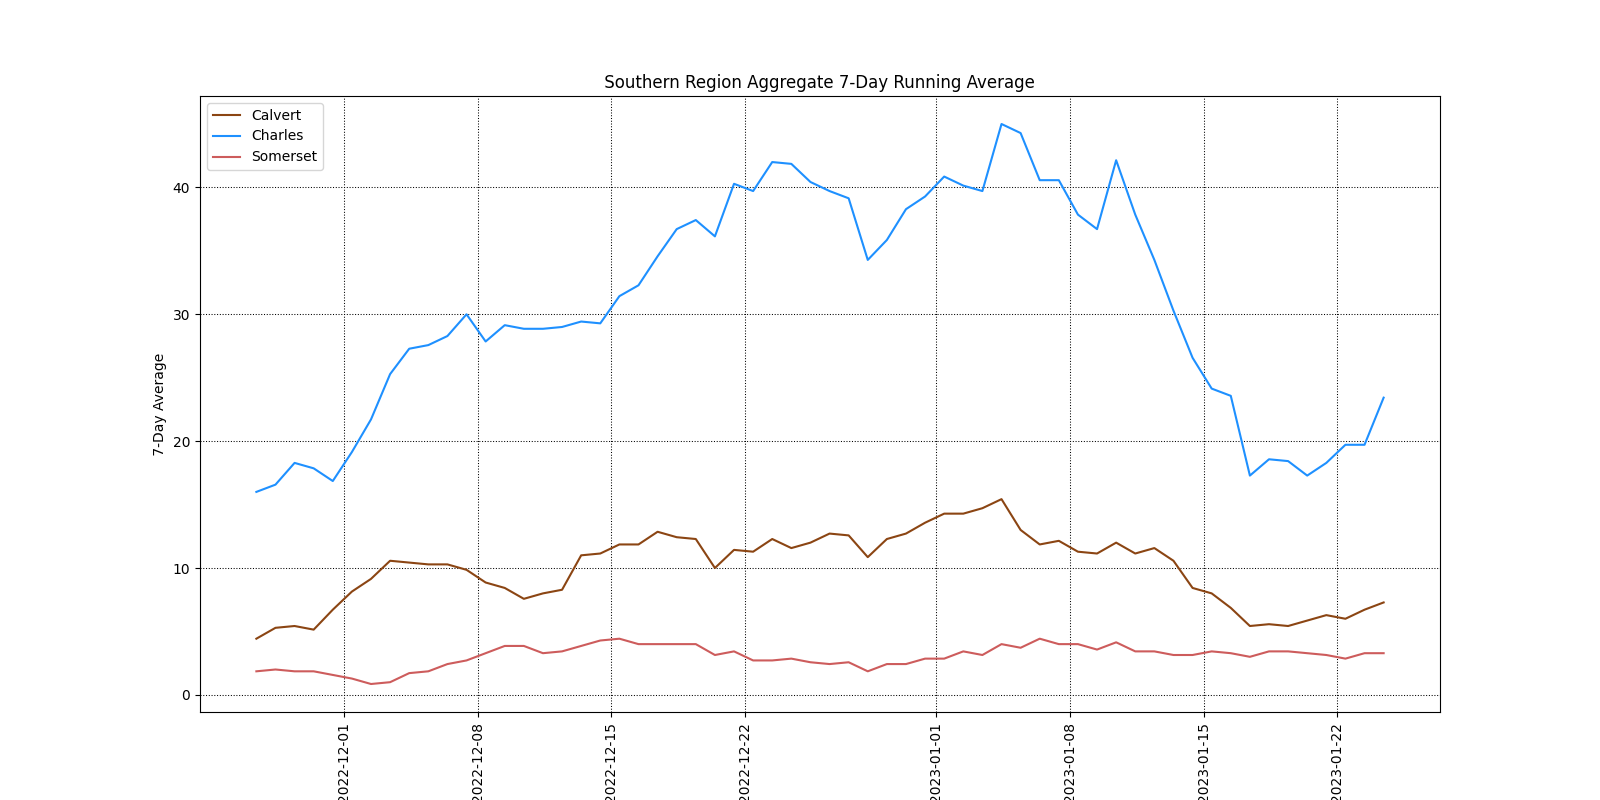 Southern Region Aggregate 7-Day Running Average
Calvert
Charles
Somerset
7-Day Average
40
30
20
10
0
2022-12-01
2022-12-08
2022-12-15
2022-12-22
2023-01-01
2023-01-08
2023-01-15
2023-01-22